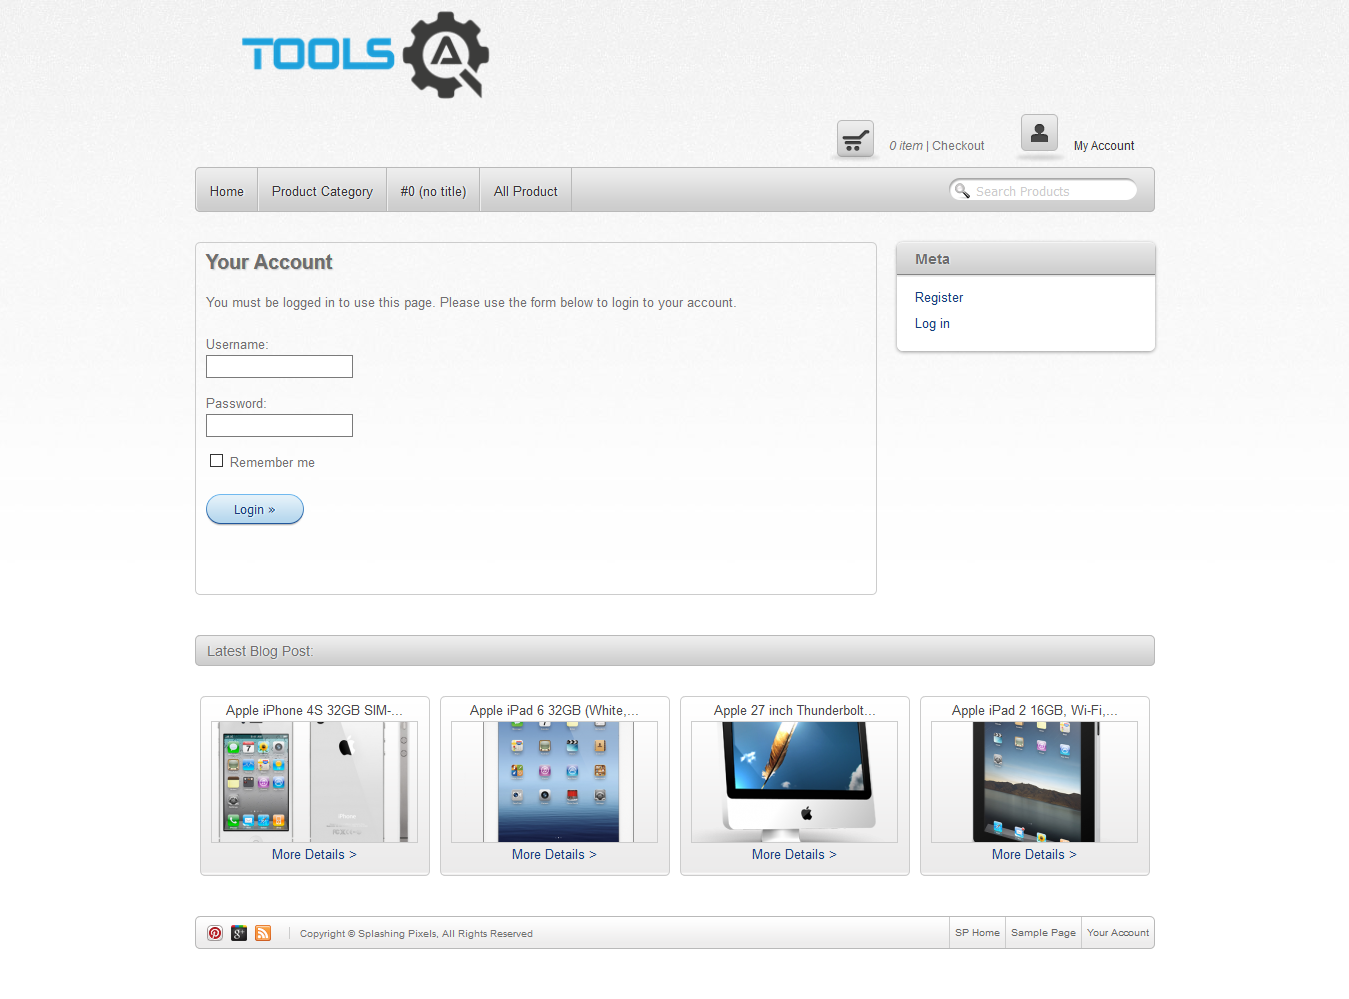 TOOLS QA
0 item | Checkout
My Account
Home
Product Category
#0 (no title)
All Product
Search Products
Your Account
You must be logged in to use this page. Please use the form below to login to your account.
Username:
Password:
Remember me
Login »
Meta
Register
Log in
Latest Blog Post:
Apple iPhone 4S 32GB SIM-...
Apple iPad 6 32GB (White,...
Apple 27 inch Thunderbolt...
Apple iPad 2 16GB, Wi-Fi,...
iPhone
More Details >
More Details >
More Details >
More Details >
Copyright © Splashing Pixels, All Rights Reserved
SP Home
Sample Page
Your Account